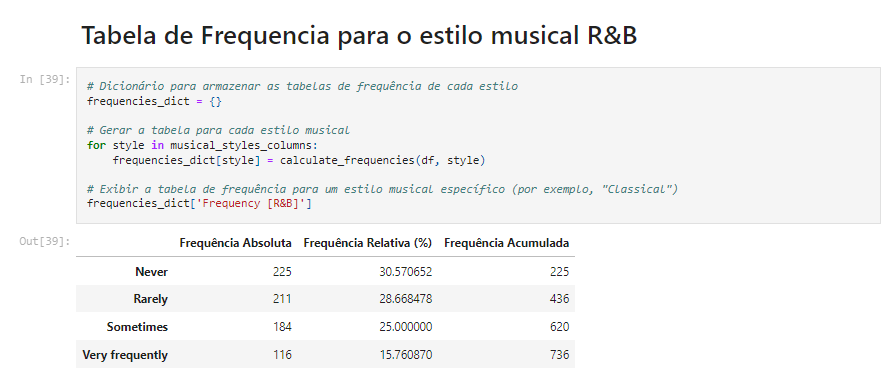 Tabela de Frequencia para o estilo musical R&B
In [39]:
# Dicionário para armazenar as tabelas de frequência de cada estilo
frequencies_dict = {}
# Gerar a tabela para cada estilo musical
for style in musical_styles_columns:
    frequencies_dict[style] = calculate_frequencies(df, style)
# Exibir a tabela de frequência para um estilo musical específico (por exemplo, "Classical")
frequencies_dict['Frequency [R&B]']
Out[39]:
Frequência Absoluta Frequência Relativa (%) Frequência Acumulada
Never 225 30.570652 225
Rarely 211 28.668478 436
Sometimes 184 25.000000 620
Very frequently 116 15.760870 736